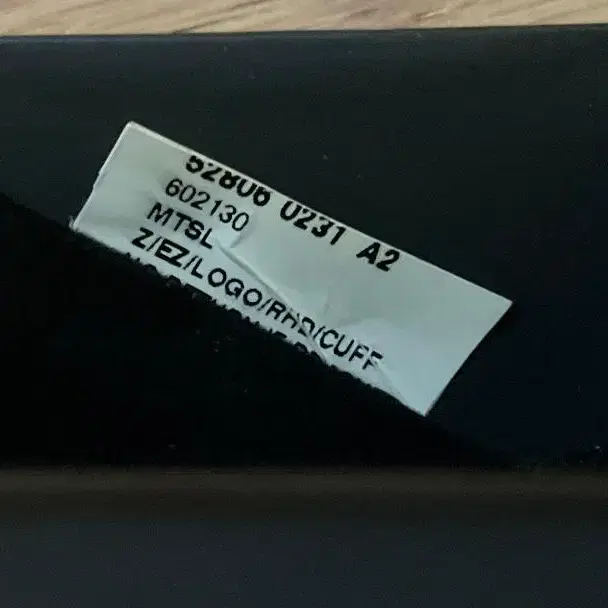 52806 0231 A2
602130
MTSL
Z/EZ/LOGO/RHD/CUFF